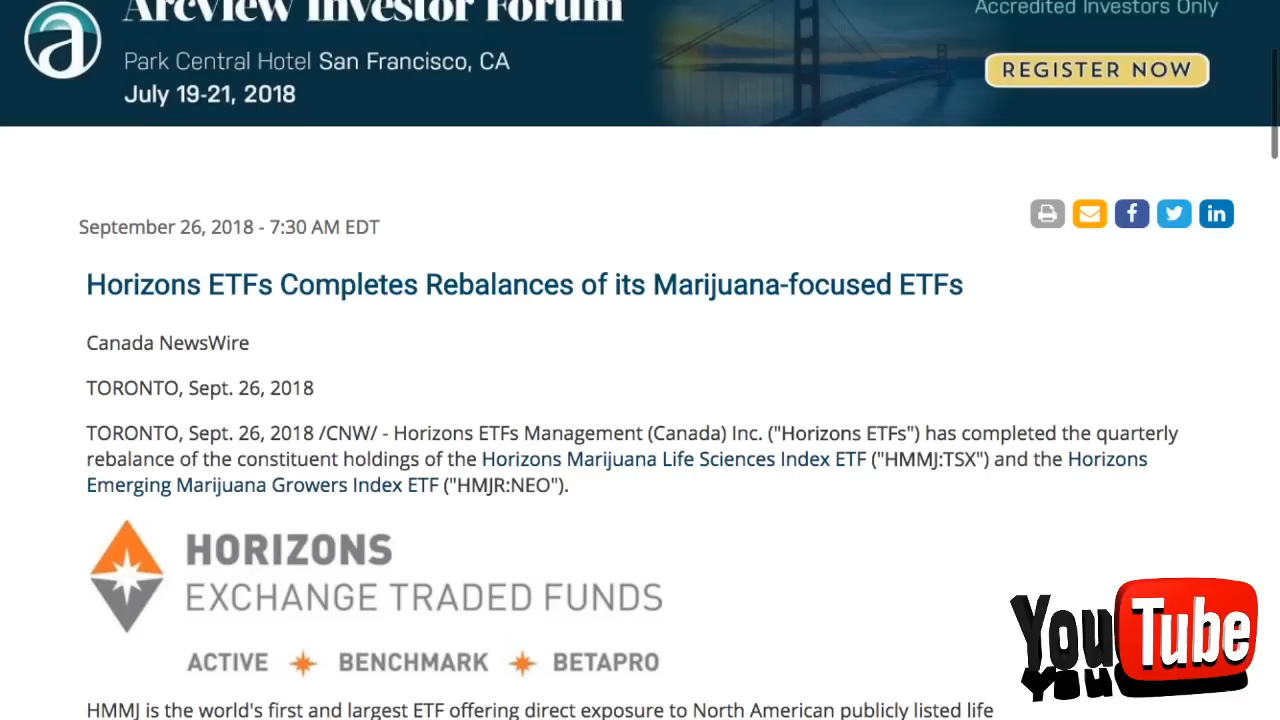 Arcview Investor Forum
Accredited Investors Only
Park Central Hotel San Francisco, CA
REGISTER NOW
July 19-21, 2018
September 26, 2018 - 7:30 AM EDT
Horizons ETFs Completes Rebalances of its Marijuana-focused ETFs
Canada NewsWire
TORONTO, Sept. 26, 2018
TORONTO, Sept. 26, 2018 /CNW/ - Horizons ETFs Management (Canada) Inc. ("Horizons ETFs") has completed the quarterly
rebalance of the constituent holdings of the Horizons Marijuana Life Sciences Index ETF ("HMMJ:TSX") and the Horizons
Emerging Marijuana Growers Index ETF ("HMJR:NEO").
HORIZONS
EXCHANGE TRADED FUNDS
ACTIVE BENCHMARK BETAPRO
YouTube
HMMJ is the world's first and largest ETF offering direct exposure to North American publicly listed life